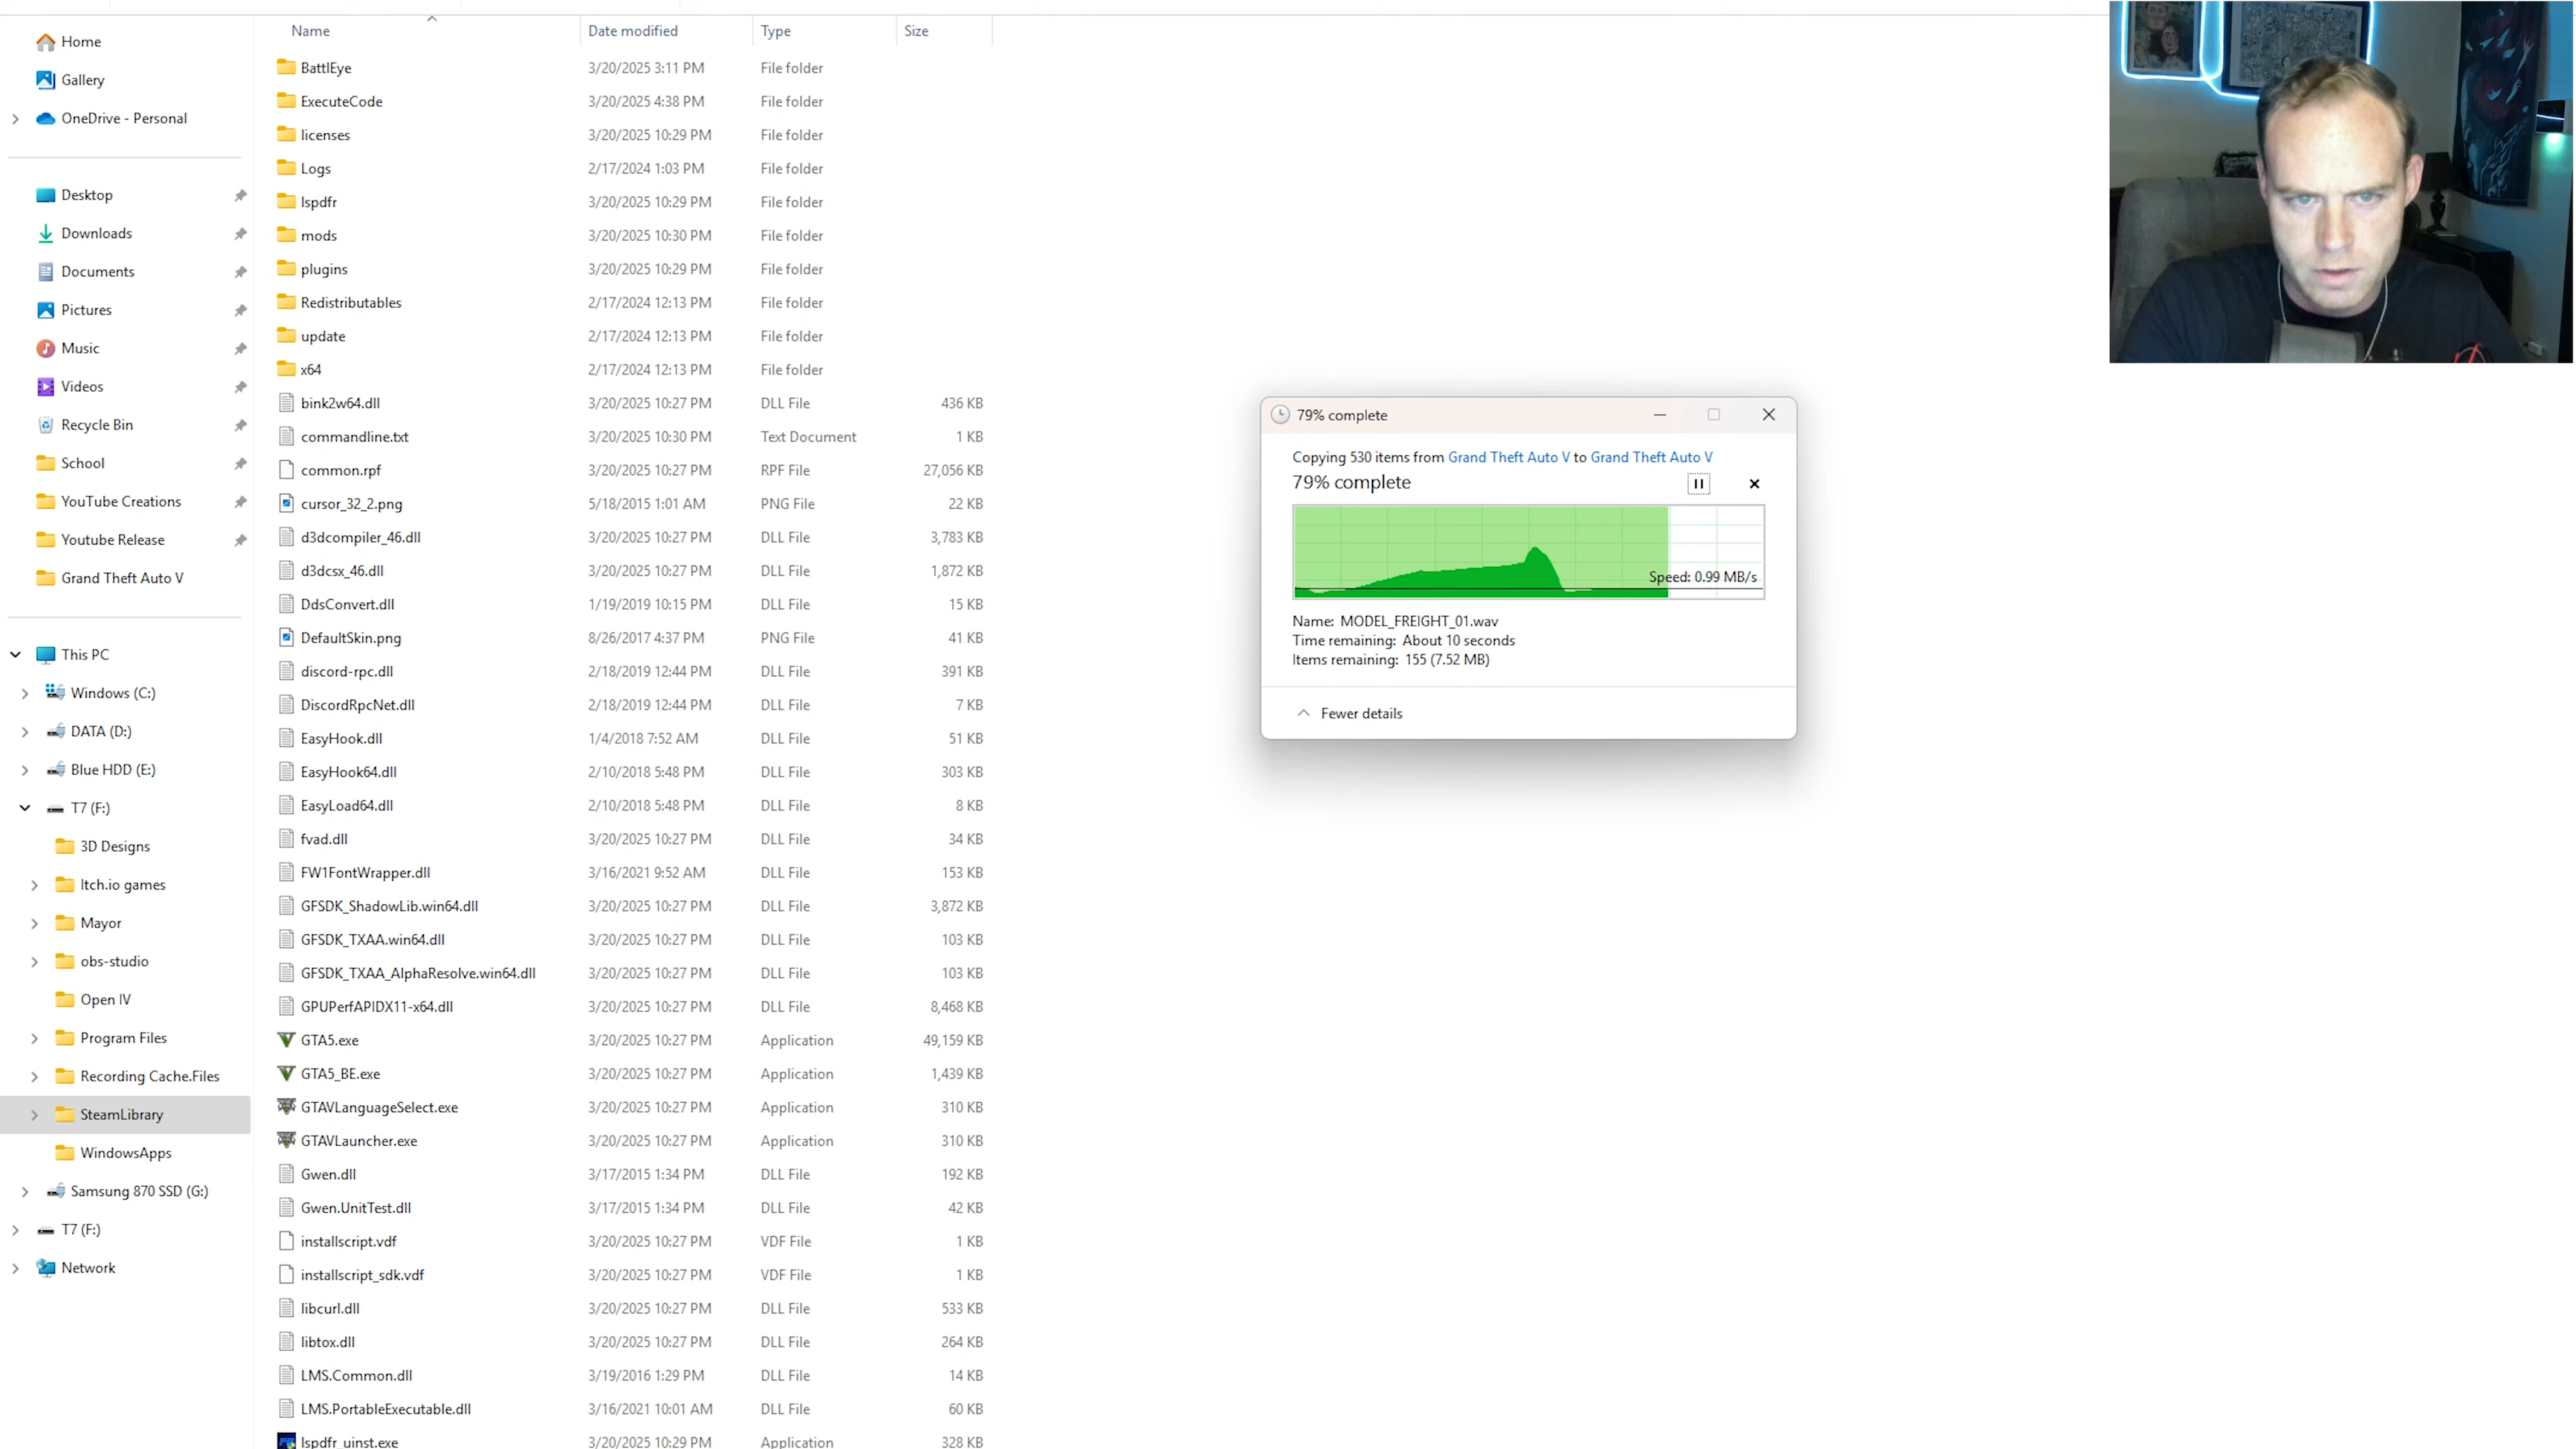 Name Date modified Type Size
Home
Gallery
OneDrive - Personal
Desktop
Downloads
Documents
Pictures
Music
Videos
Recycle Bin
School
YouTube Creations
Youtube Release
Grand Theft Auto V
This PC
Windows (C:)
DATA (D:)
Blue HDD (E:)
T7 (F:)
3D Designs
Itch.io games
Mayor
obs-studio
Open IV
Program Files
Recording Cache.Files
SteamLibrary
WindowsApps
Samsung 870 SSD (G:)
T7 (F:)
Network
BattlEye 3/20/2025 3:11 PM File folder
ExecuteCode 3/20/2025 4:38 PM File folder
licenses 3/20/2025 10:29 PM File folder
Logs 2/17/2024 1:03 PM File folder
lspdfr 3/20/2025 10:29 PM File folder
mods 3/20/2025 10:30 PM File folder
plugins 3/20/2025 10:29 PM File folder
Redistributables 2/17/2024 12:13 PM File folder
update 2/17/2024 12:13 PM File folder
x64 2/17/2024 12:13 PM File folder
bink2w64.dll 3/20/2025 10:27 PM DLL File 436 KB
commandline.txt 3/20/2025 10:30 PM Text Document 1 KB
common.rpf 3/20/2025 10:27 PM RPF File 27,056 KB
cursor_32_2.png 5/18/2015 1:01 AM PNG File 22 KB
d3dcompiler_46.dll 3/20/2025 10:27 PM DLL File 3,783 KB
d3dcsx_46.dll 3/20/2025 10:27 PM DLL File 1,872 KB
DdsConvert.dll 1/19/2019 10:15 PM DLL File 15 KB
DefaultSkin.png 8/26/2017 4:37 PM PNG File 41 KB
discord-rpc.dll 2/18/2019 12:44 PM DLL File 391 KB
DiscordRpcNet.dll 2/18/2019 12:44 PM DLL File 7 KB
EasyHook.dll 1/4/2018 7:52 AM DLL File 51 KB
EasyHook64.dll 2/10/2018 5:48 PM DLL File 303 KB
EasyLoad64.dll 2/10/2018 5:48 PM DLL File 8 KB
fvad.dll 3/20/2025 10:27 PM DLL File 34 KB
FW1FontWrapper.dll 3/16/2021 9:52 AM DLL File 153 KB
GFSDK_ShadowLib.win64.dll 3/20/2025 10:27 PM DLL File 3,872 KB
GFSDK_TXAA.win64.dll 3/20/2025 10:27 PM DLL File 103 KB
GFSDK_TXAA_AlphaResolve.win64.dll 3/20/2025 10:27 PM DLL File 103 KB
GPUPerfAPIDX11-x64.dll 3/20/2025 10:27 PM DLL File 8,468 KB
GTA5.exe 3/20/2025 10:27 PM Application 49,159 KB
GTA5_BE.exe 3/20/2025 10:27 PM Application 1,439 KB
GTAVLanguageSelect.exe 3/20/2025 10:27 PM Application 310 KB
GTAVLauncher.exe 3/20/2025 10:27 PM Application 310 KB
Gwen.dll 3/17/2015 1:34 PM DLL File 192 KB
Gwen.UnitTest.dll 3/17/2015 1:34 PM DLL File 42 KB
installscript.vdf 3/20/2025 10:27 PM VDF File 1 KB
installscript_sdk.vdf 3/20/2025 10:27 PM VDF File 1 KB
libcurl.dll 3/20/2025 10:27 PM DLL File 533 KB
libtox.dll 3/20/2025 10:27 PM DLL File 264 KB
LMS.Common.dll 3/19/2016 1:29 PM DLL File 14 KB
LMS.PortableExecutable.dll 3/16/2021 10:01 AM DLL File 60 KB
lspdfr_uinst.exe 3/20/2025 10:29 PM Application 328 KB
79% complete
Copying 530 items from Grand Theft Auto V to Grand Theft Auto V
79% complete
Speed: 0.99 MB/s
Name: MODEL_FREIGHT_01.wav
Time remaining: About 10 seconds
Items remaining: 155 (7.52 MB)
Fewer details